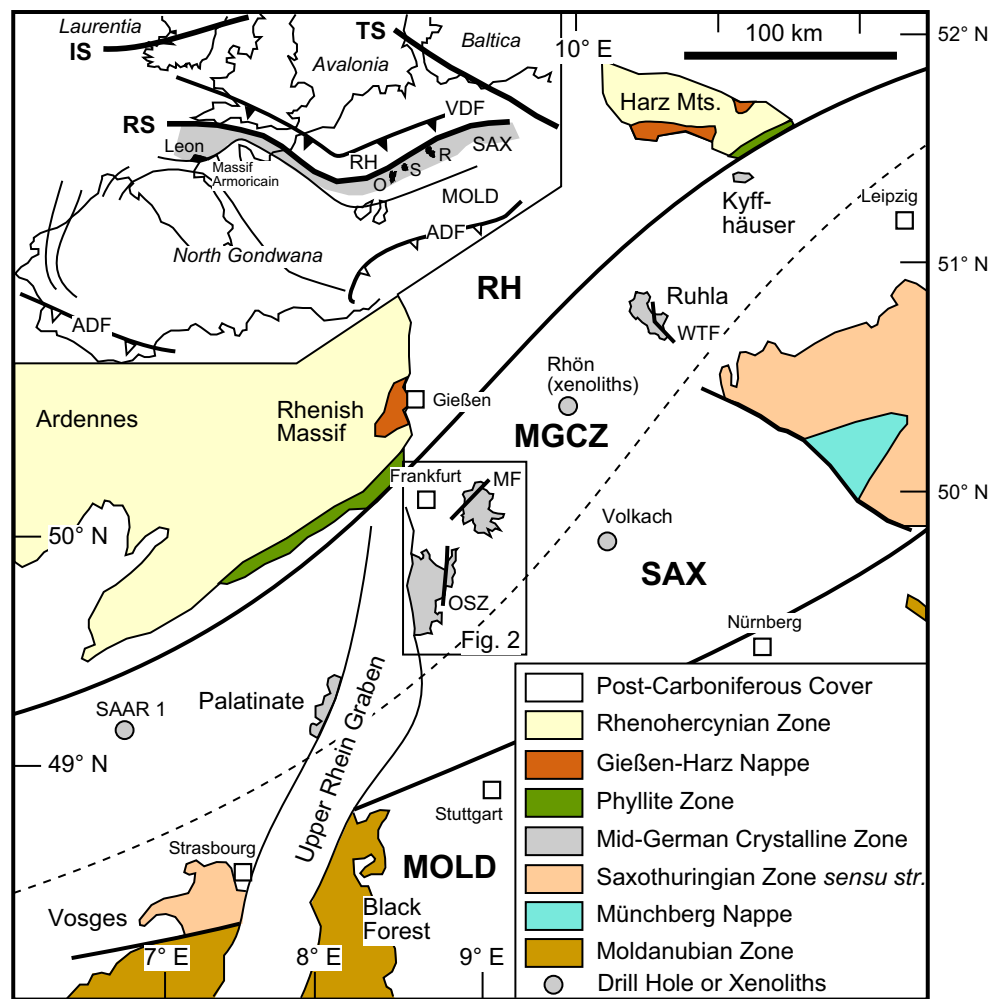 Laurentia
IS
TS
Baltica
Avalonia
VDF
RS
Leon
RH
SAX
R
S
O
Massif
Armoricain
MOLD
North Gondwana
ADF
ADF
10° E
100 km
52° N
Harz Mts.
Kyff-
häuser
Leipzig
51° N
RH
Ruhla
WTF
Rhön
(xenoliths)
Ardennes
Rhenish
Massif
Gießen
MGCZ
Frankfurt
MF
50° N
50° N
Volkach
SAX
OSZ
Nürnberg
Fig. 2
SAAR 1
Palatinate
49° N
Upper Rhein Graben
Stuttgart
Strasbourg
MOLD
Vosges
Black
Forest
7° E
8° E
9° E
Post-Carboniferous Cover
Rhenohercynian Zone
Gießen-Harz Nappe
Phyllite Zone
Mid-German Crystalline Zone
Saxothuringian Zone sensu str.
Münchberg Nappe
Moldanubian Zone
Drill Hole or Xenoliths